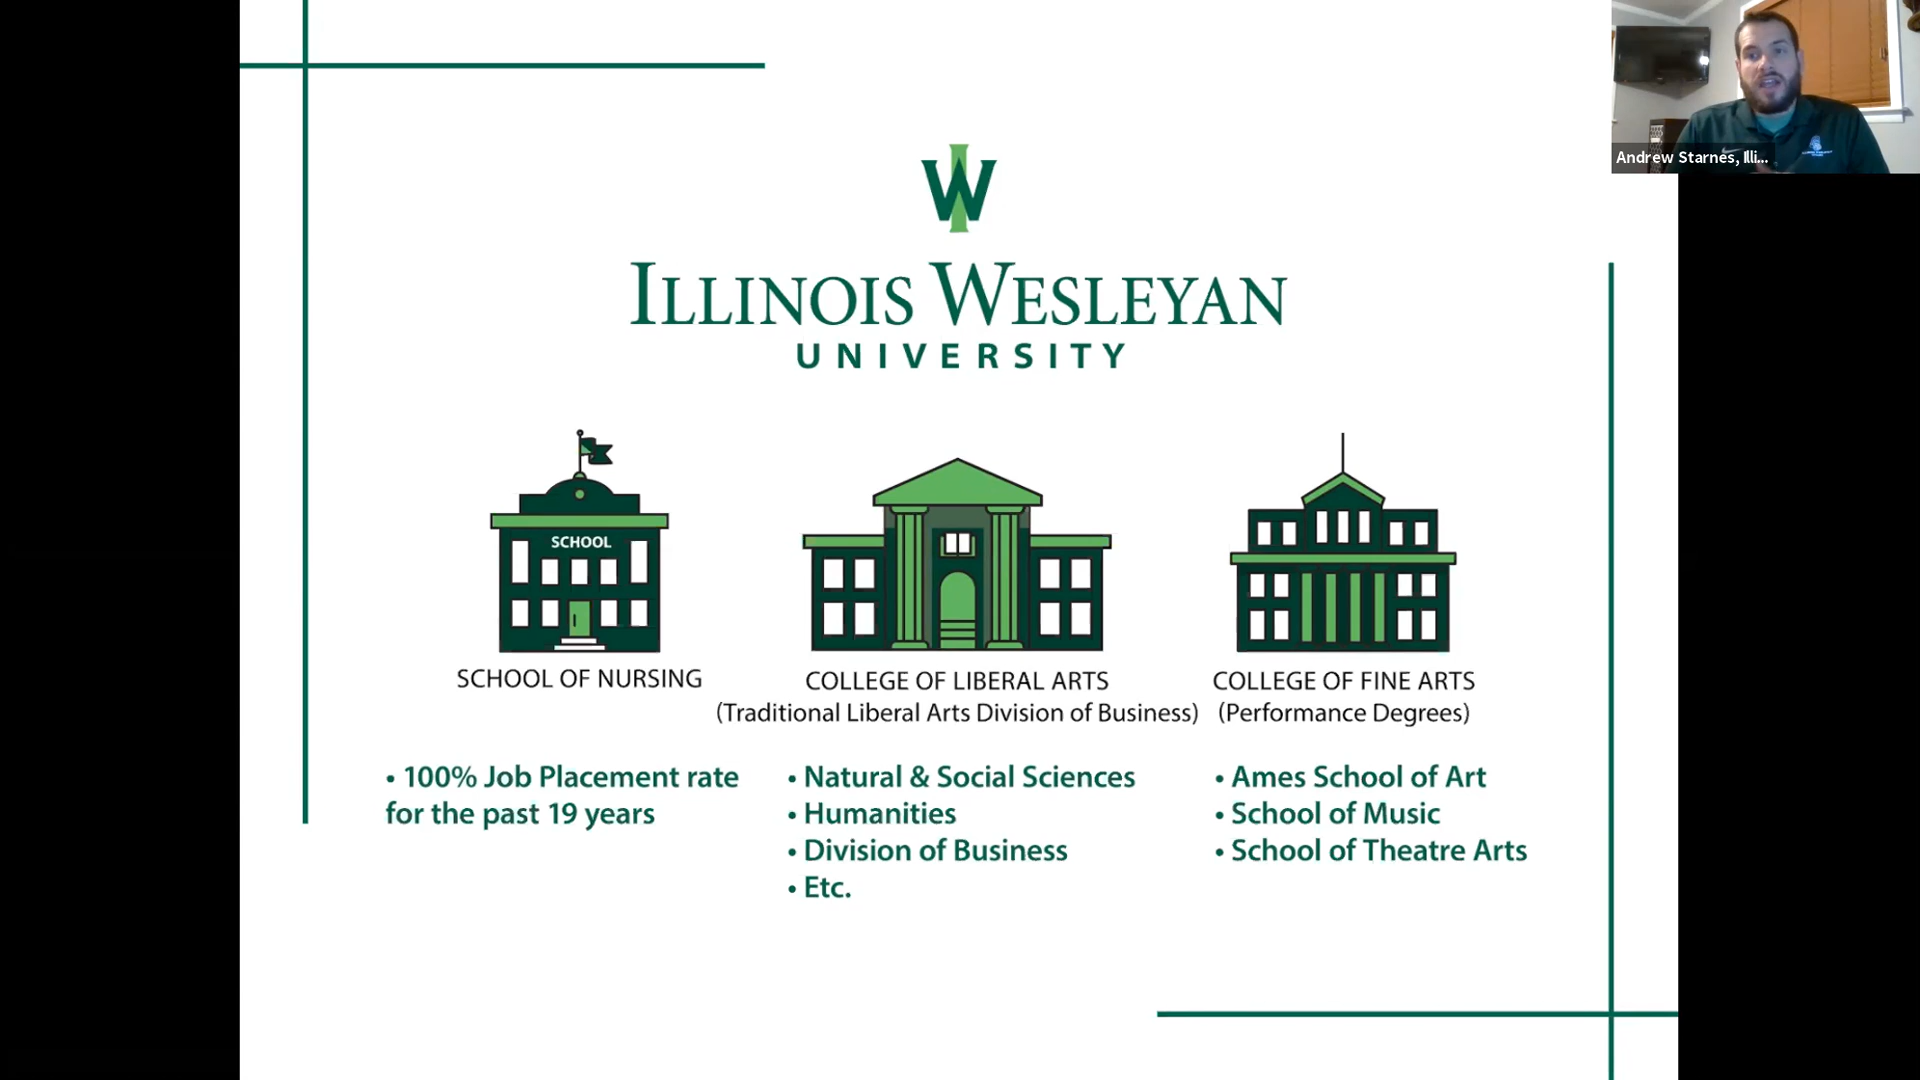 Andrew Starnes, Illi...
IW
ILLINOIS WESLEYAN
UNIVERSITY
SCHOOL
SCHOOL OF NURSING
• 100% Job Placement rate
for the past 19 years
COLLEGE OF LIBERAL ARTS
(Traditional Liberal Arts Division of Business)
• Natural & Social Sciences
• Humanities
• Division of Business
• Etc.
COLLEGE OF FINE ARTS
(Performance Degrees)
• Ames School of Art
• School of Music
• School of Theatre Arts